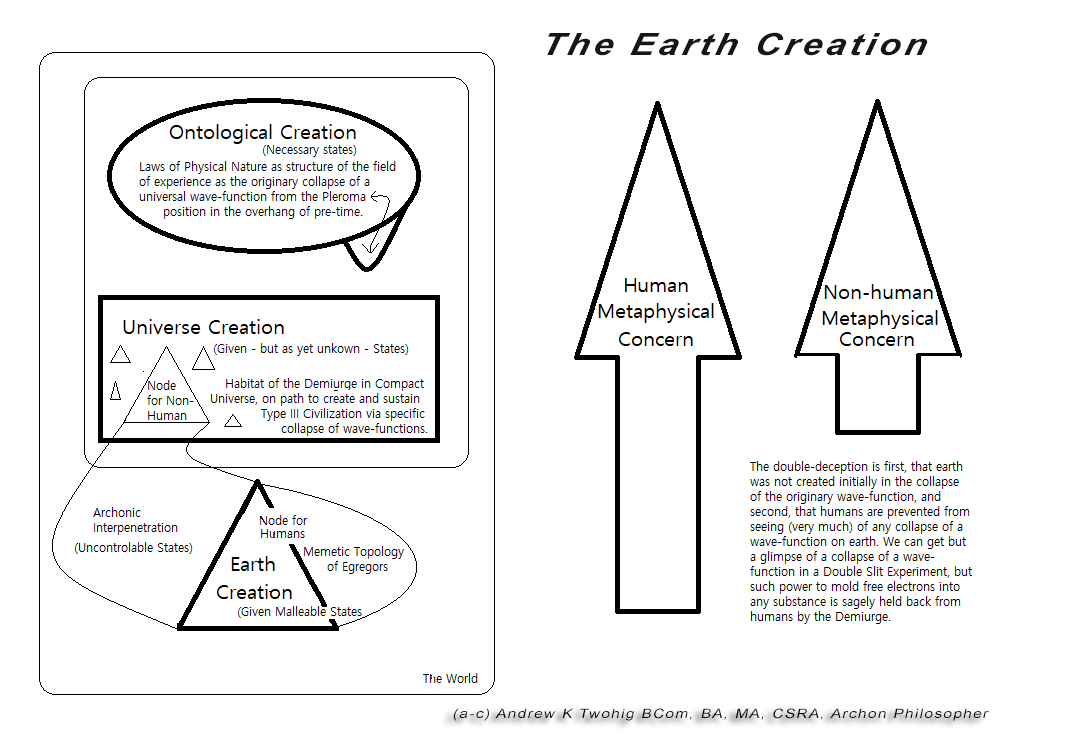 The Earth Creation
Ontological Creation
(Necessary states)
Laws of Physical Nature as structure of the field
of experience as the originary collapse of a
universal wave-function from the Pleroma
position in the overhang of pre-time.
Universe Creation
(Given - but as yet unkown - States)
Node
for Non-
Human
Habitat of the Demiurge in Compact
Universe, on path to create and sustain
Type III Civilization via specific
collapse of wave-functions.
Archonic
Interpenetration
(Uncontrolable States)
Node for
Humans
Memetic Topology
of Egregors
Earth
Creation
(Given Malleable States
The World
Human
Metaphysical
Concern
Non-human
Metaphysical
Concern
The double-deception is first, that earth
was not created initially in the collapse
of the originary wave-function, and
second, that humans are prevented from
seeing (very much) of any collapse of a
wave-function on earth. We can get but
a glimpse of a collapse of a wave-
function in a Double Slit Experiment, but
such power to mold free electrons into
any substance is sagely held back from
humans by the Demiurge.
(a-c) Andrew K Twohig BCom, BA, MA, CSRA, Archon Philosopher